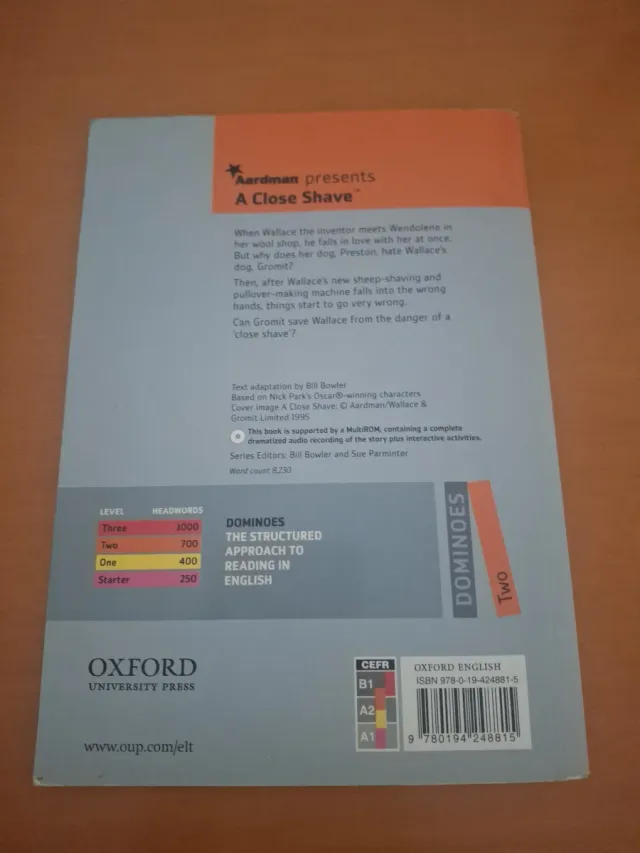 Aardman presents
A Close Shave™
When Wallace the inventor meets Wendolene in
her wool shop, he falls in love with her at once.
But why does her dog, Preston, hate Wallace's
dog, Gromit?
Then, after Wallace's new sheep-shaving and
pullover-making machine falls into the wrong
hands, things start to go very wrong.
Can Gromit save Wallace from the danger of a
'close shave'?
Text adaptation by Bill Bowler
Based on Nick Park's Oscar®-winning characters
Cover image A Close Shave: © Aardman/Wallace &
Gromit Limited 1995
This book is supported by a MultiROM, containing a complete
dramatized audio recording of the story plus interactive activities.
Series Editors: Bill Bowler and Sue Parminter
Word count 8,230
LEVEL HEADWORDS
Three 1000
Two 700
One 400
Starter 250
DOMINOES
THE STRUCTURED
APPROACH TO
READING IN
ENGLISH
DOMINOES
Two
OXFORD
UNIVERSITY PRESS
www.oup.com/elt
CEFR
B1
A2
A1
OXFORD ENGLISH
ISBN 978-0-19-424881-5
9 780194 248815